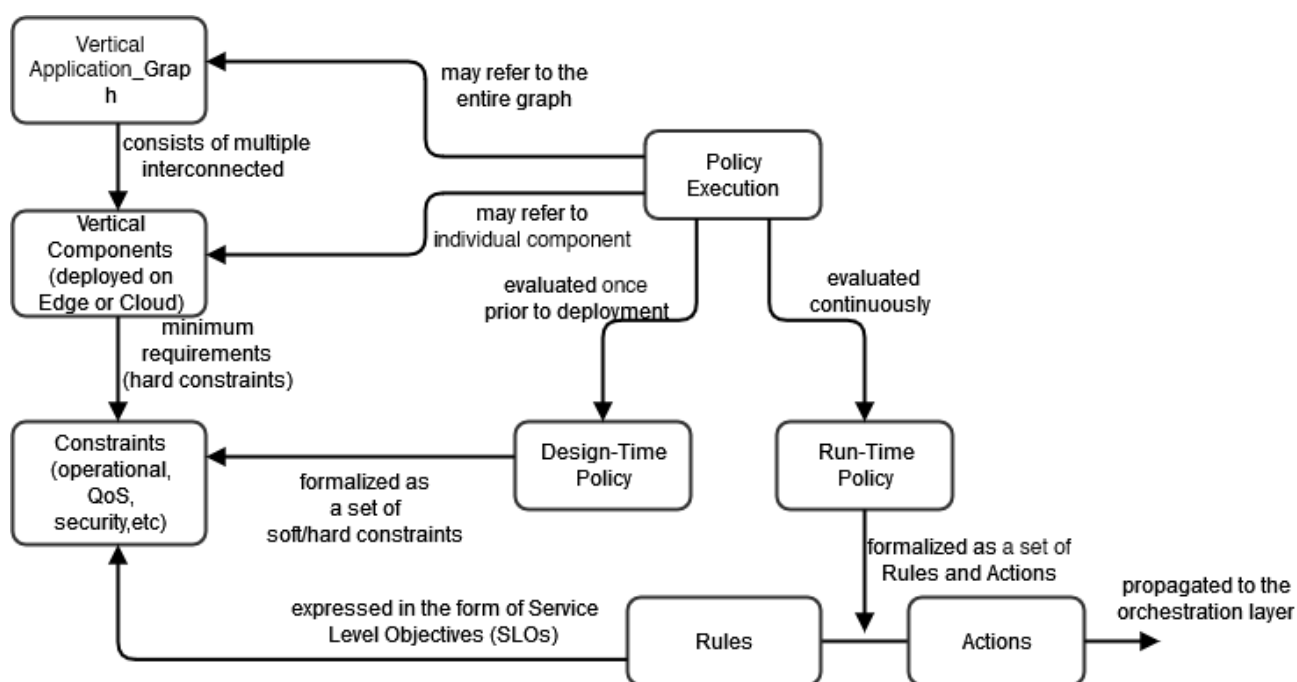 Vertical
Application_Grap
h
may refer to the
entire graph
consists of multiple
interconnected
Policy
Execution
Vertical
Components
(deployed on
Edge or Cloud)
may refer to
individual component
evaluated once
prior to deployment
evaluated
continuously
minimum
requirements
(hard constraints)
Constraints
(operational,
QoS,
security,etc)
Design-Time
Policy
Run-Time
Policy
formalized as
a set of
soft/hard constraints
formalized as a set of
Rules and Actions
propagated to the
orchestration layer
expressed in the form of Service
Level Objectives (SLOs)
Rules
Actions